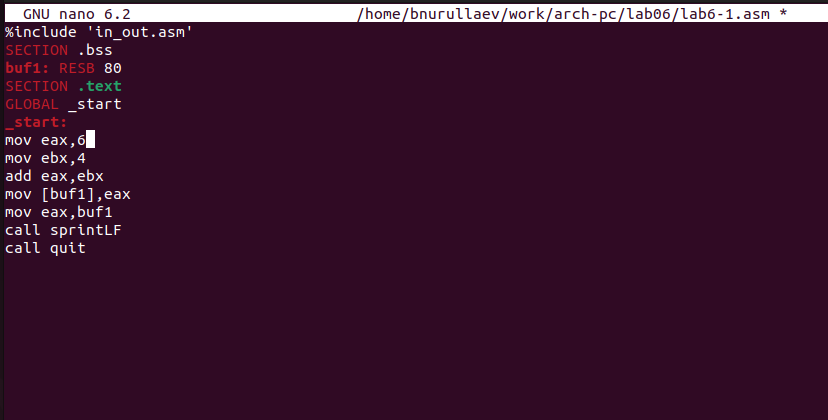 GNU nano 6.2 /home/bnurullaev/work/arch-pc/lab06/lab6-1.asm *
%include 'in_out.asm'
SECTION .bss
buf1: RESB 80
SECTION .text
GLOBAL _start
_start:
mov eax,6
mov ebx,4
add eax,ebx
mov [buf1],eax
mov eax,buf1
call sprintLF
call quit